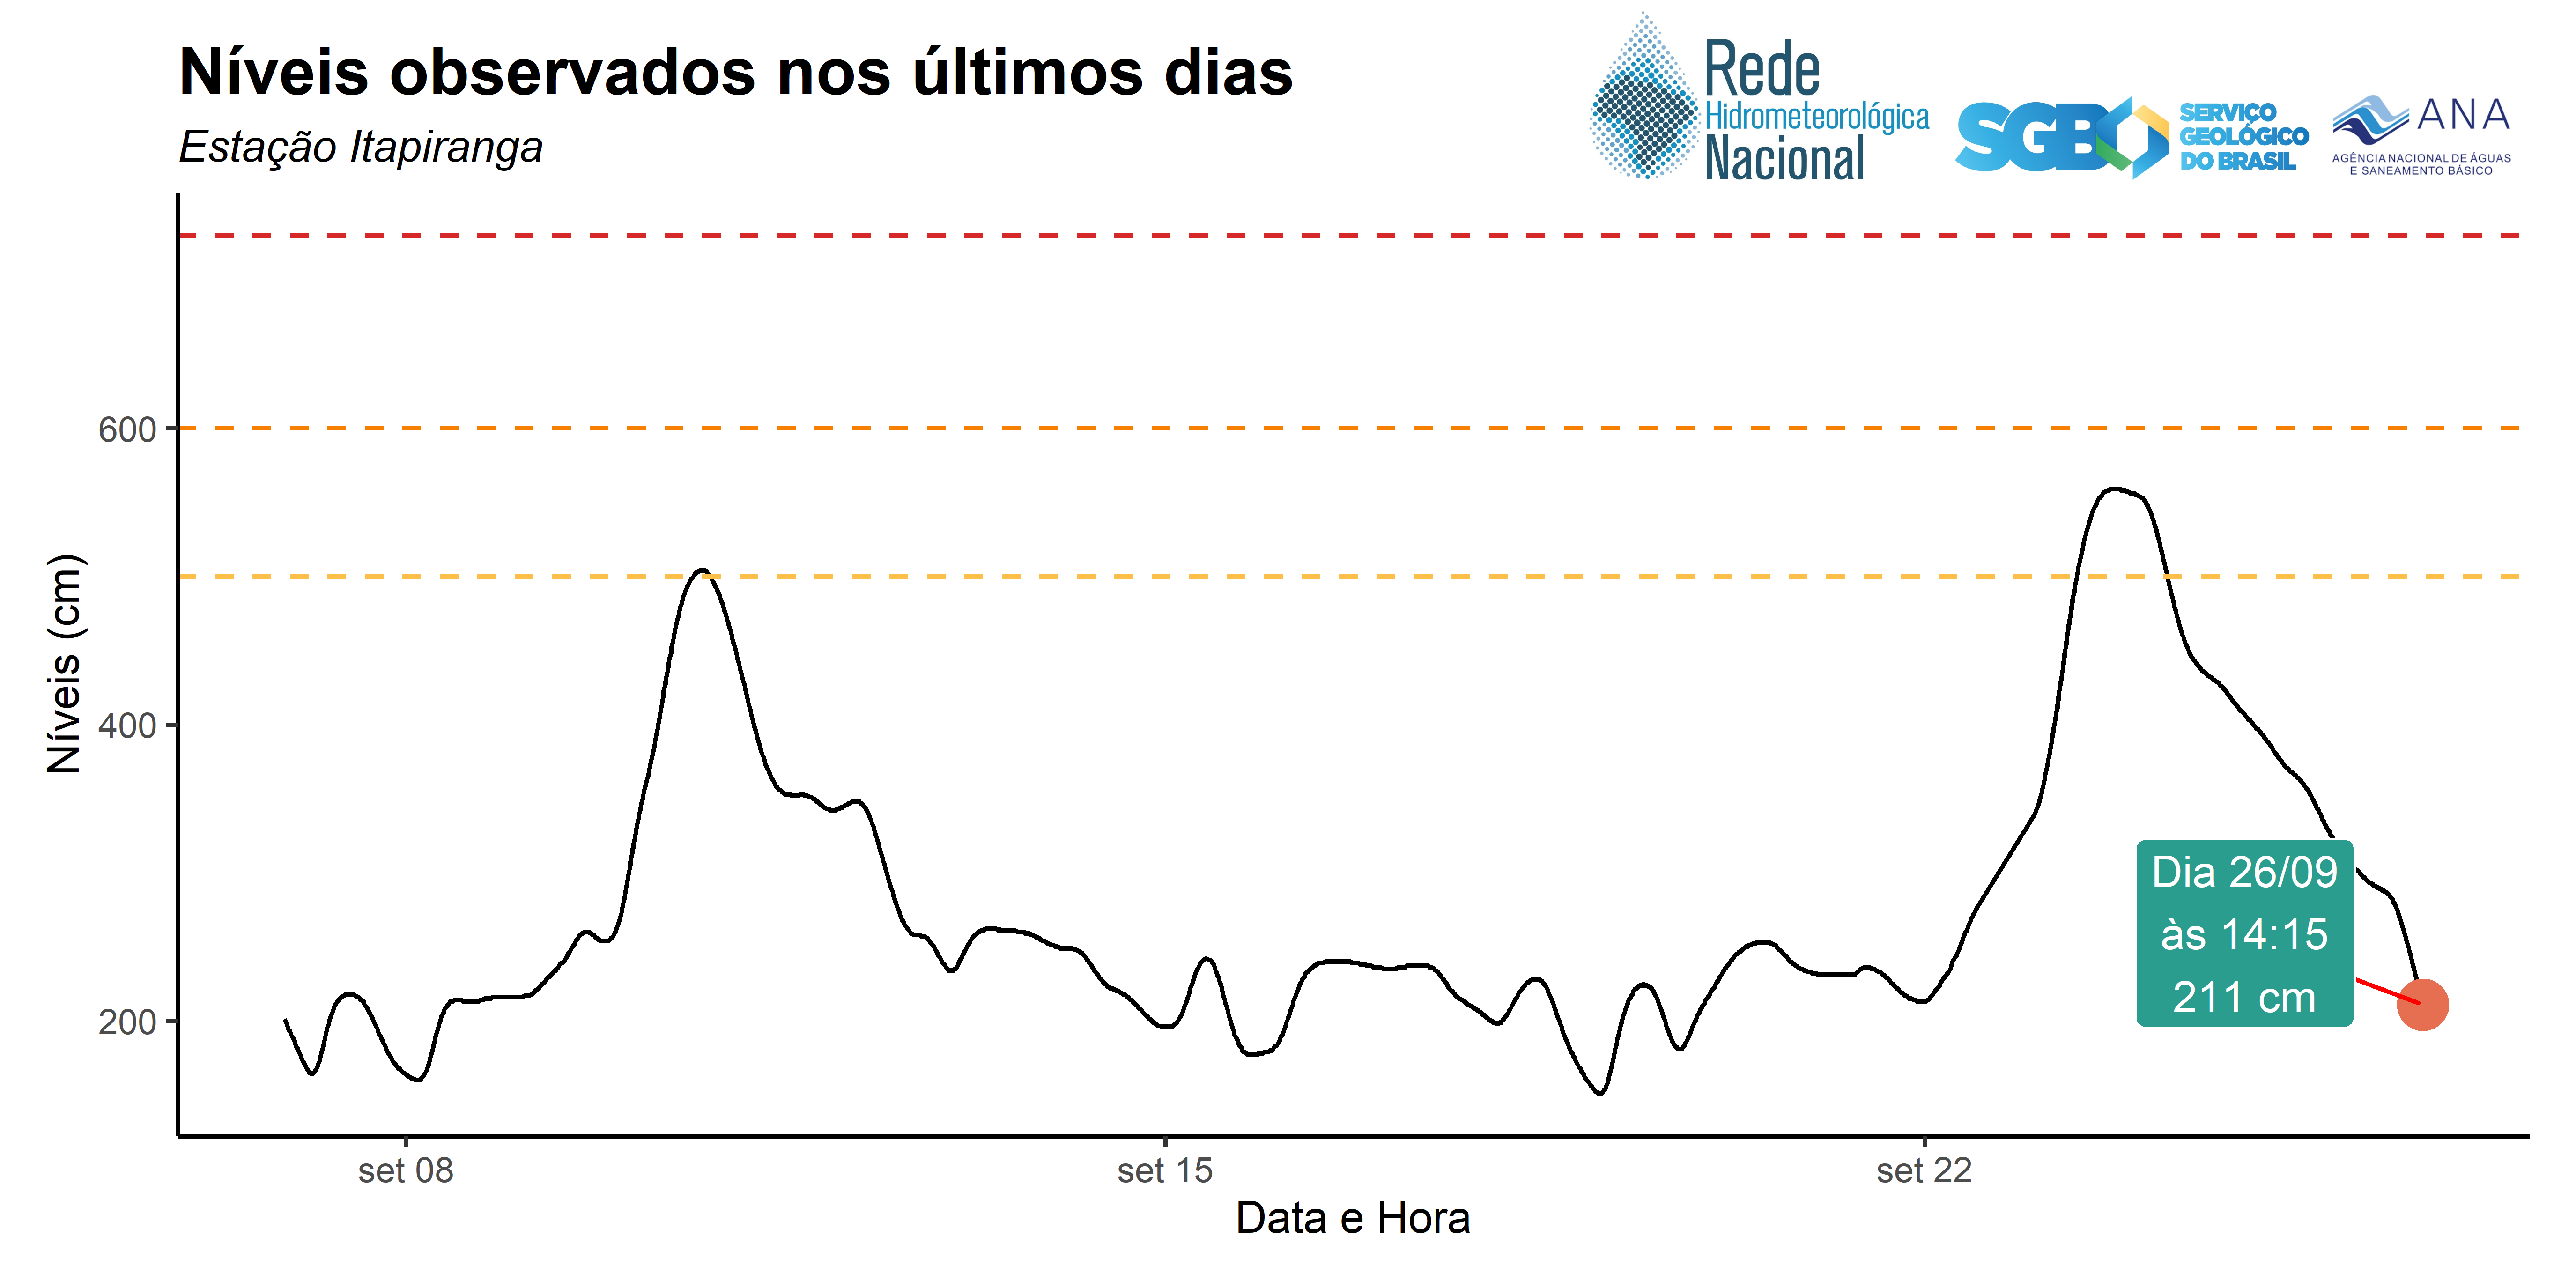 Níveis observados nos últimos dias
Estação Itapiranga
Rede
Hidrometeorológica
Nacional
SGB
SERVIÇO
GEOLÓGICO
DO BRASIL
ANA
AGÊNCIA NACIONAL DE ÁGUAS
E SANEAMENTO BÁSICO
Níveis (cm)
600
400
200
Dia 26/09
às 14:15
211 cm
set 08
set 15
set 22
Data e Hora